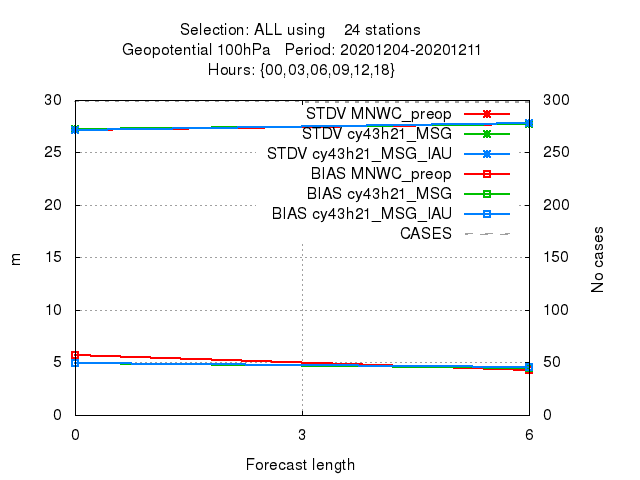 Selection: ALL using 24 stations
Geopotential 100hPa Period: 20201204-20201211
Hours: {00,03,06,09,12,18}
30 300
STDV MNWC_preop
STDV cy43h21_MSG
25 250
STDV cy43h21_MSG_IAU
BIAS MNWC_preop
BIAS cy43h21_MSG
20 200
BIAS cy43h21_MSG_IAU
CASES
15 150
m
No cases
10 100
5 50
0 0
0 3 6
Forecast length